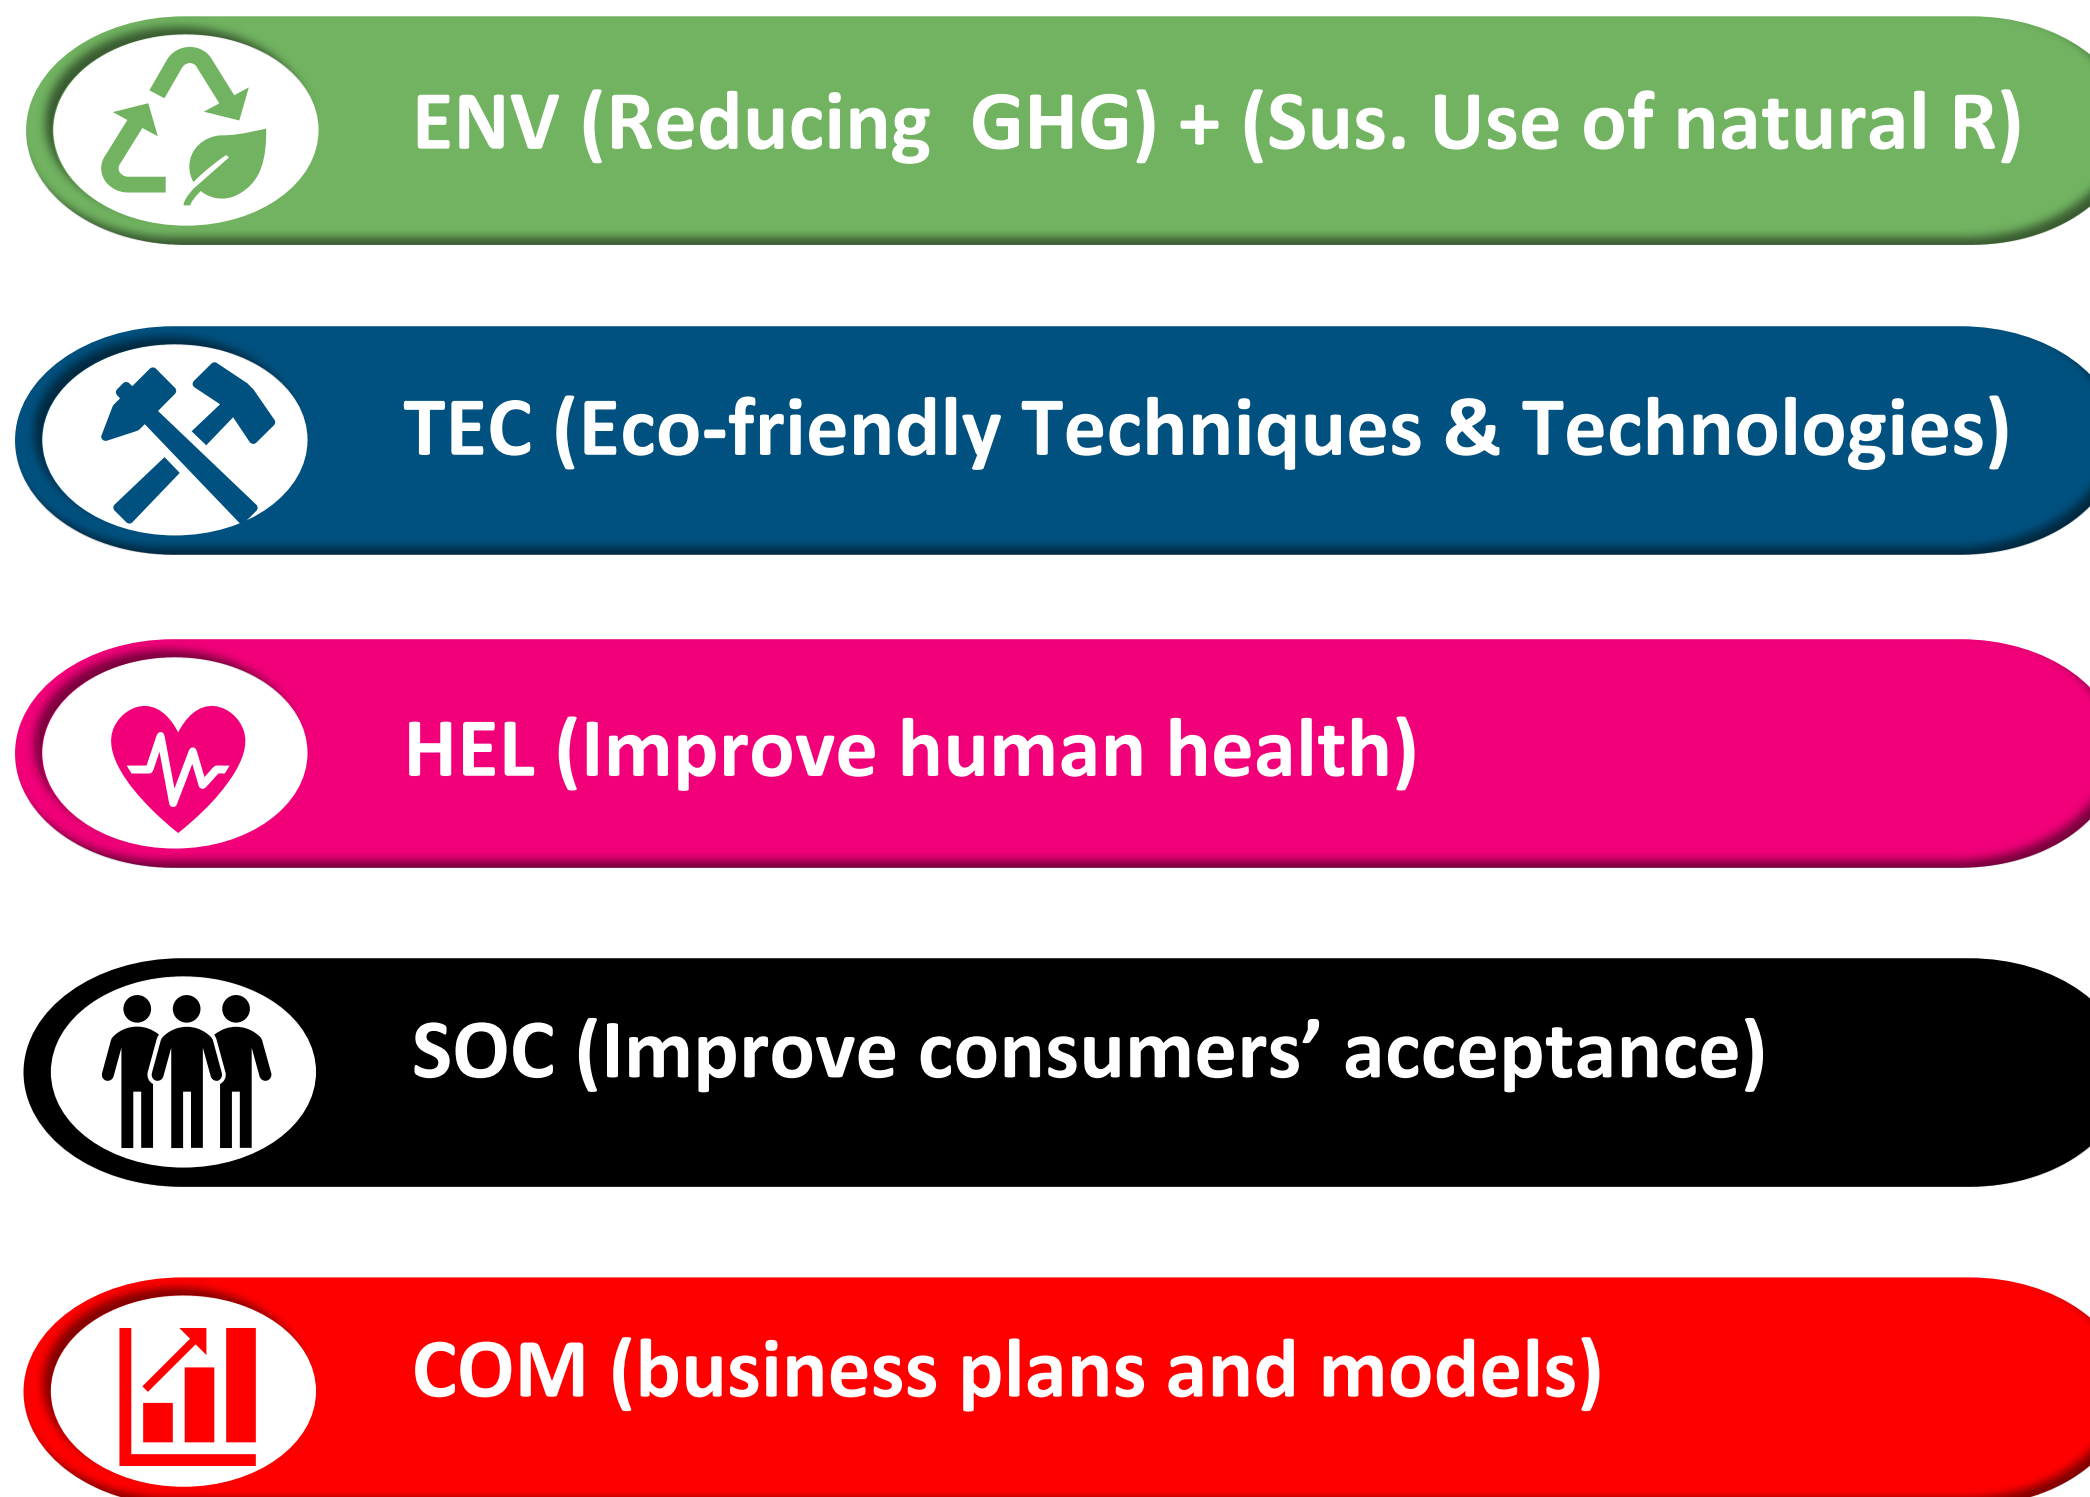 ENV (Reducing  GHG) + (Sus. Use of natural R)
TEC (Eco-friendly Techniques & Technologies)
HEL (Improve human health)
SOC (Improve consumers’ acceptance)
COM (business plans and models)